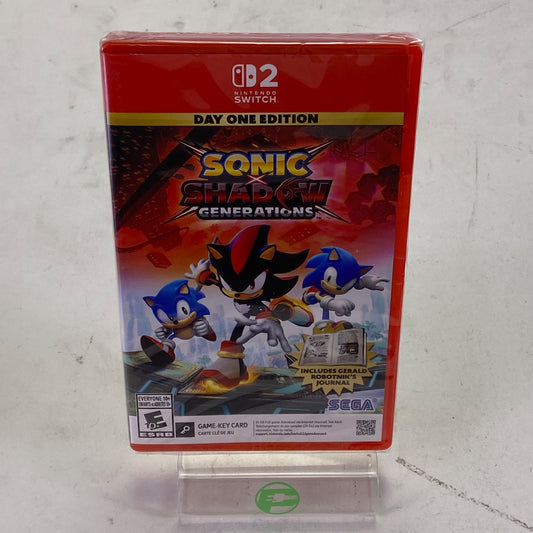 2
NINTENDO
SWITCH
DAY ONE EDITION
SONIC
X
SHADOW
GENERATIONS
INCLUDES GERALD
ROBOTNIK'S
JOURNAL
SEGA
EVERYONE 10+
E
10+
ESRB
GAME-KEY CARD
CARTE CLÉ DE JEU